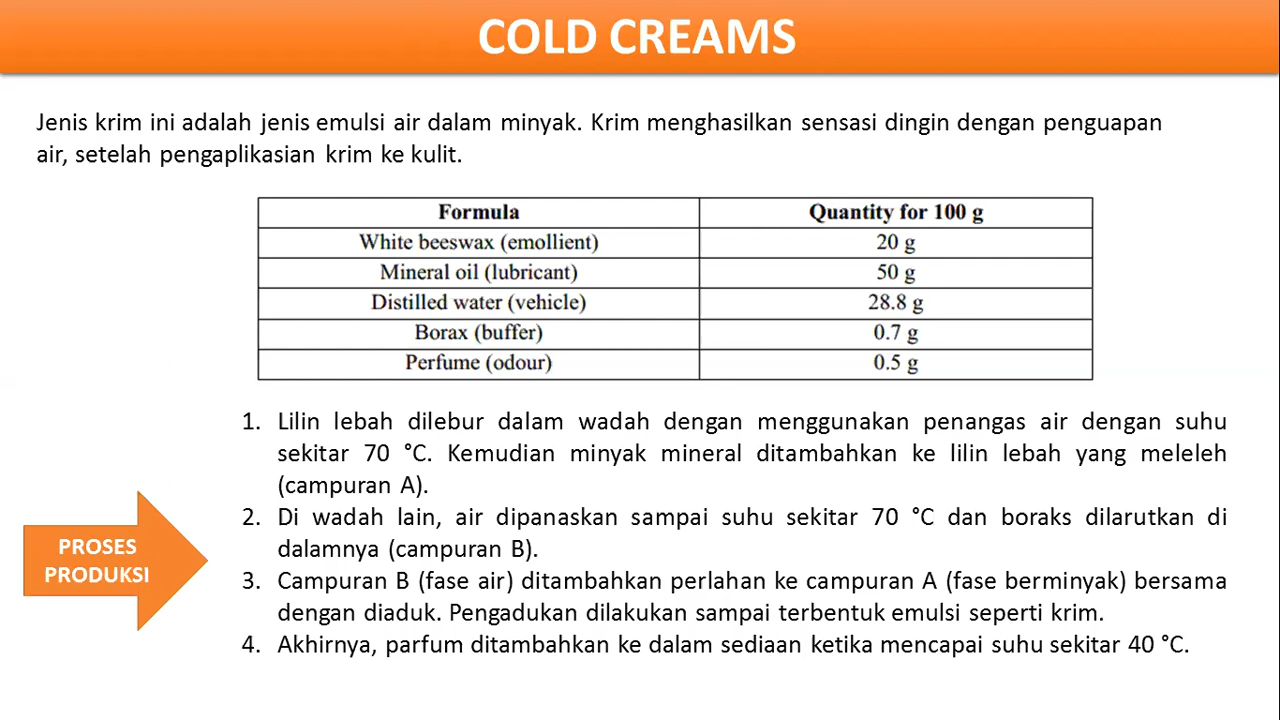 COLD CREAMS
Jenis krim ini adalah jenis emulsi air dalam minyak. Krim menghasilkan sensasi dingin dengan penguapan
air, setelah pengaplikasian krim ke kulit.
Formula Quantity for 100 g
White beeswax (emollient) 20 g
Mineral oil (lubricant) 50 g
Distilled water (vehicle) 28.8 g
Borax (buffer) 0.7 g
Perfume (odour) 0.5 g
PROSES
PRODUKSI
1. Lilin lebah dilebur dalam wadah dengan menggunakan penangas air dengan suhu
sekitar 70 °C. Kemudian minyak mineral ditambahkan ke lilin lebah yang meleleh
(campuran A).
2. Di wadah lain, air dipanaskan sampai suhu sekitar 70 °C dan boraks dilarutkan di
dalamnya (campuran B).
3. Campuran B (fase air) ditambahkan perlahan ke campuran A (fase berminyak) bersama
dengan diaduk. Pengadukan dilakukan sampai terbentuk emulsi seperti krim.
4. Akhirnya, parfum ditambahkan ke dalam sediaan ketika mencapai suhu sekitar 40 °C.